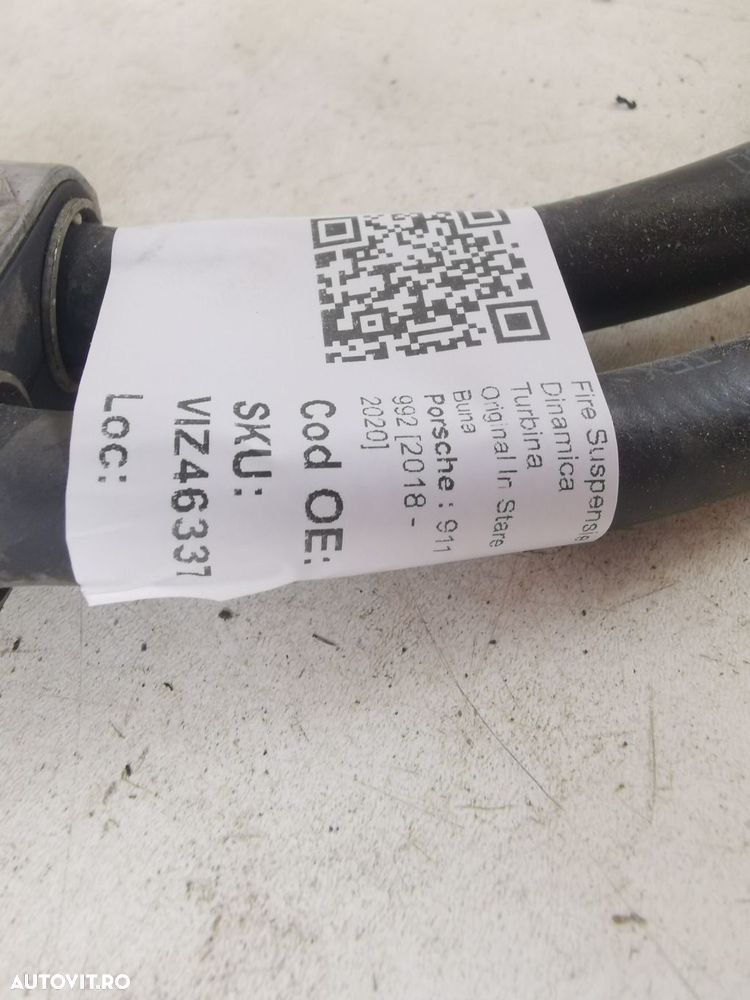 Fire Suspensie
Dinamica
Turbina
Original In Stare
Buna
Porsche: 911
992 [2018 -
2020]
Cod OE:
SKU:
VIZ46337
Loc:
AUTOVIT.RO